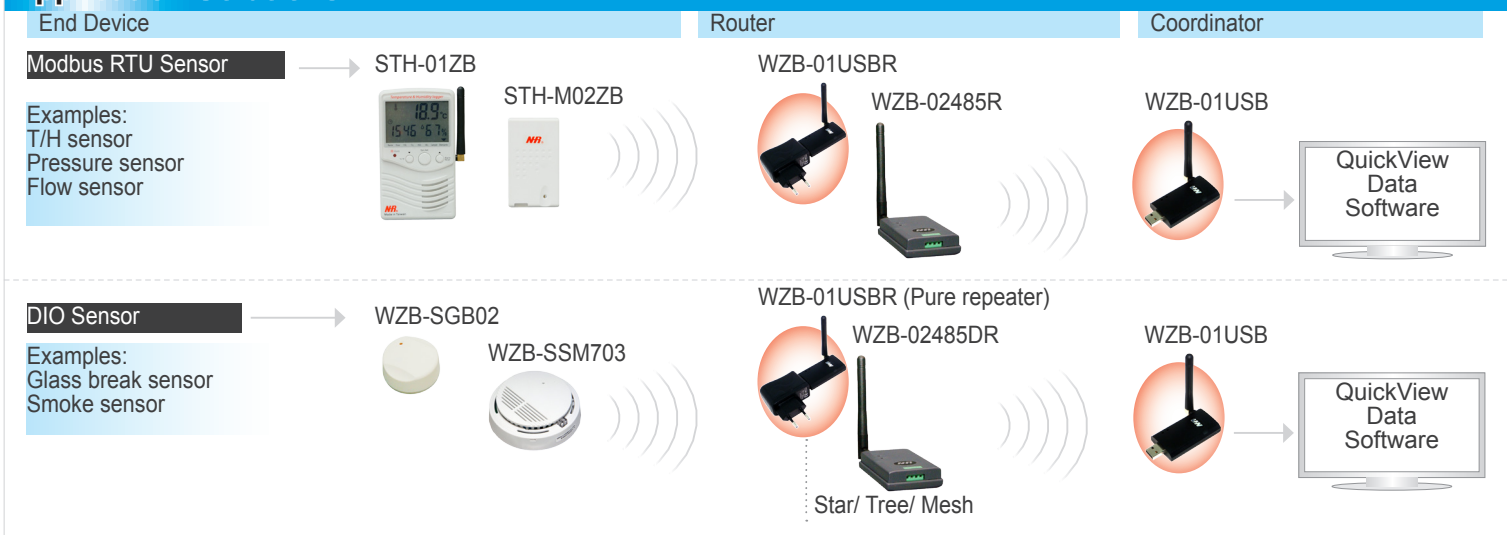 End Device
Router
Coordinator
Modbus RTU Sensor
Examples:
T/H sensor
Pressure sensor
Flow sensor
STH-01ZB
STH-M02ZB
WZB-01USBR
WZB-02485R
WZB-01USB
QuickView
Data
Software
DIO Sensor
Examples:
Glass break sensor
Smoke sensor
WZB-SGB02
WZB-SSM703
WZB-01USBR (Pure repeater)
WZB-02485DR
Star/ Tree/ Mesh
WZB-01USB
QuickView
Data
Software